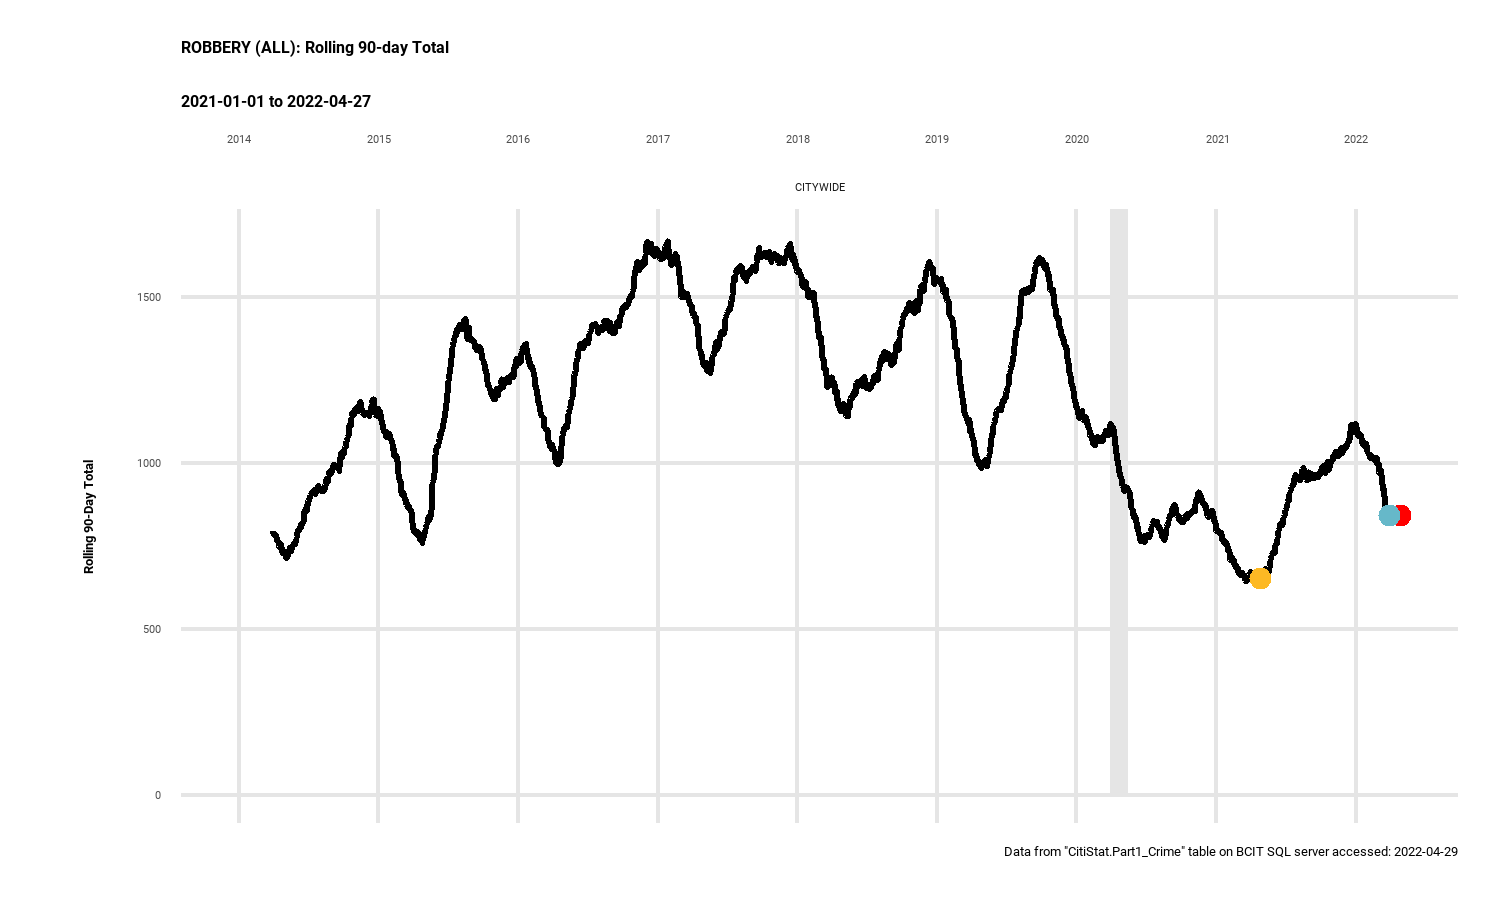 ROBBERY (ALL): Rolling 90-day Total
2021-01-01 to 2022-04-27
2014 2015 2016 2017 2018 2019 2020 2021 2022
CITYWIDE
1500
1000
500
0
Rolling 90-Day Total
Data from "CitiStat.Part1_Crime" table on BCIT SQL server accessed: 2022-04-29